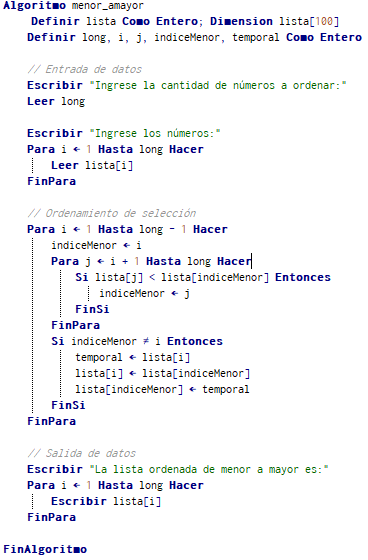 Algoritmo menor_amayor
Definir lista Como Entero; Dimension lista[100]
Definir long, i, j, indiceMenor, temporal Como Entero
// Entrada de datos
Escribir "Ingrese la cantidad de números a ordenar:"
Leer long
Escribir "Ingrese los números:"
Para i ← 1 Hasta long Hacer
Leer lista[i]
FinPara
// Ordenamiento de selección
Para i ← 1 Hasta long - 1 Hacer
indiceMenor ← i
Para j ← i + 1 Hasta long Hacer
Si lista[j] < lista[indiceMenor] Entonces
indiceMenor ← j
FinSi
FinPara
Si indiceMenor ≠ i Entonces
temporal ← lista[i]
lista[i] ← lista[indiceMenor]
lista[indiceMenor] ← temporal
FinSi
FinPara
// Salida de datos
Escribir "La lista ordenada de menor a mayor es:"
Para i ← 1 Hasta long Hacer
Escribir lista[i]
FinPara
FinAlgoritmo